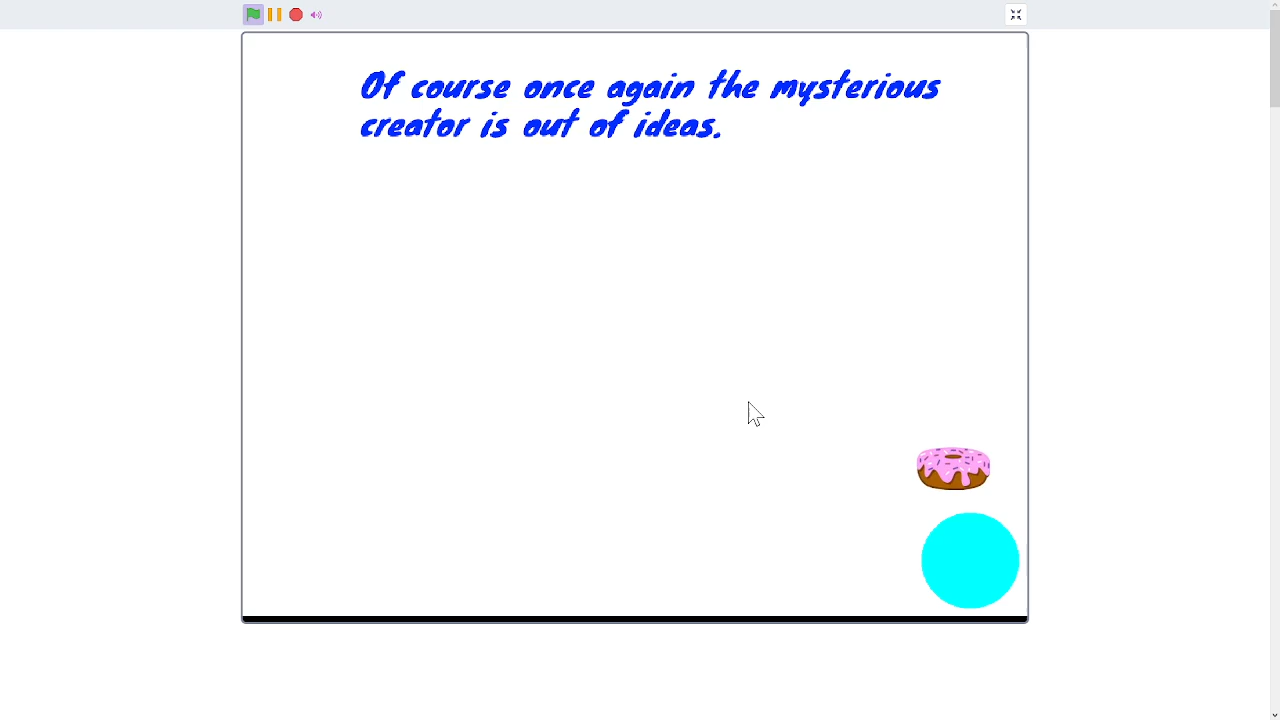 Of course once again the mysterious
creator is out of ideas.